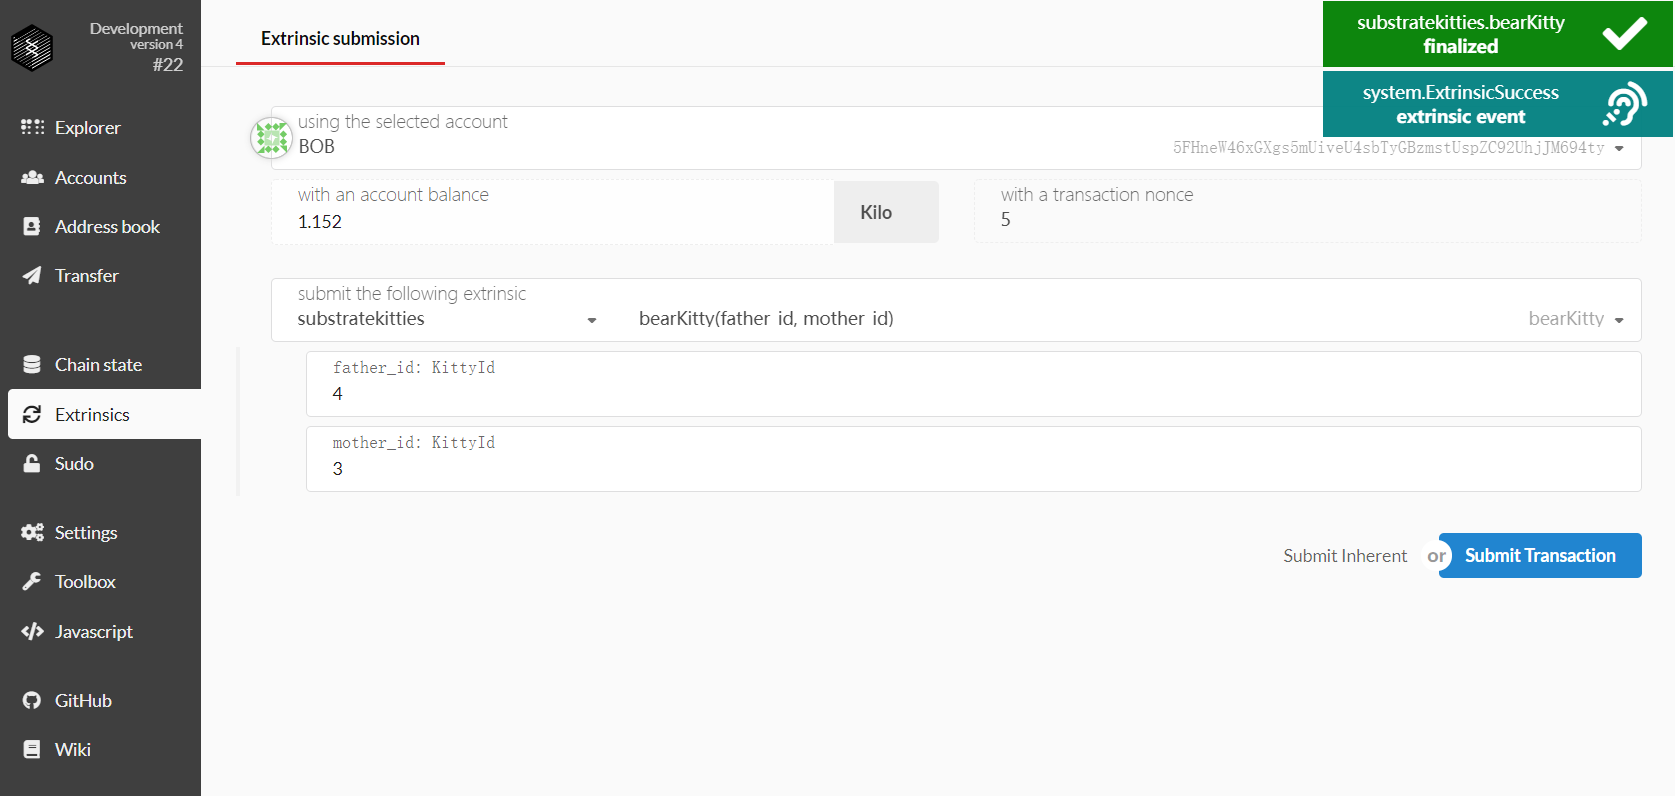 Development
version 4
#22
Explorer
Accounts
Address book
Transfer
Chain state
Extrinsics
Sudo
Settings
Toolbox
Javascript
GitHub
Wiki
Extrinsic submission
substratekitties.bearKitty
finalized
system.ExtrinsicSuccess
extrinsic event
using the selected account
BOB
5FHneW46xGXgs5mUiveU4sbTyGBzmstUspZC92UhjJM694ty
with an account balance
1.152
Kilo
with a transaction nonce
5
submit the following extrinsic
substratekitties
bearKitty(father_id, mother_id)
bearKitty
father_id: KittyId
4
mother_id: KittyId
3
Submit Inherent
or
Submit Transaction